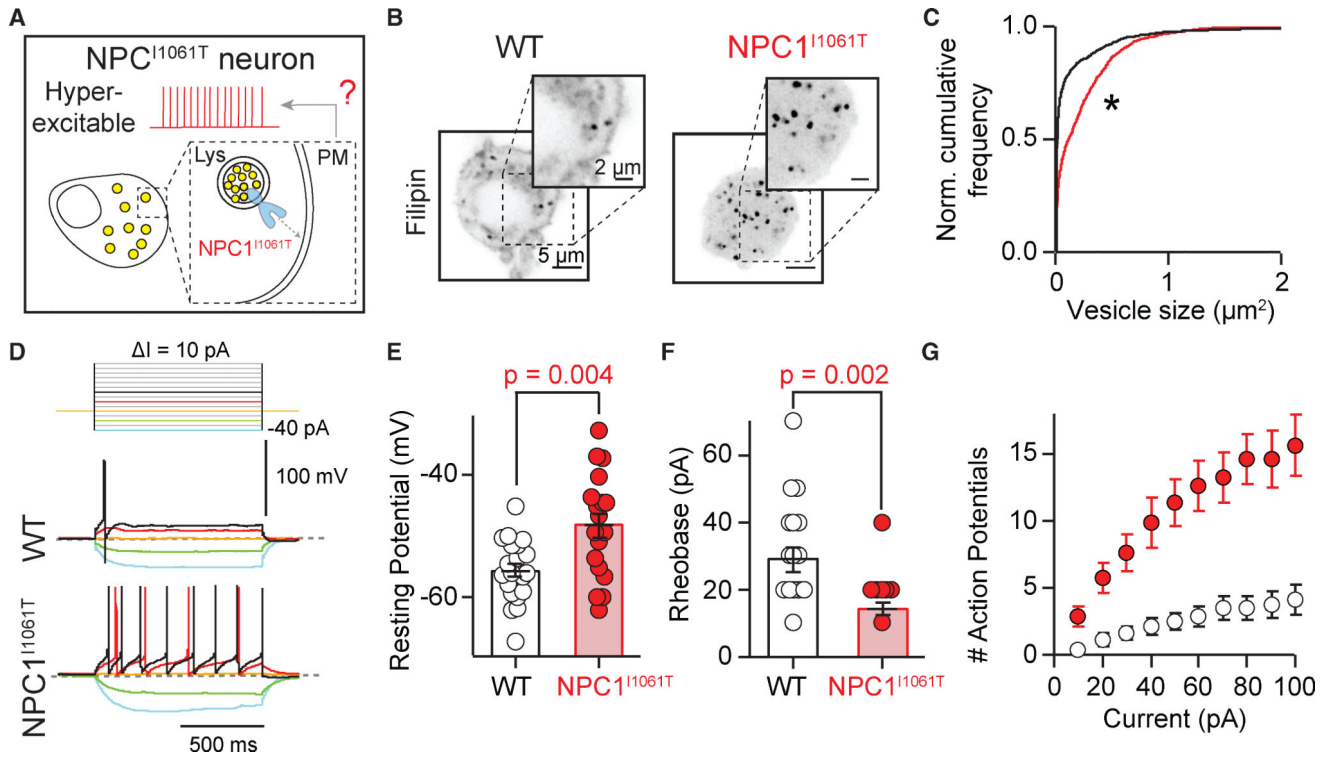 A
NPC^I1061T neuron
Hyper-
excitable
?
Lys
PM
NPC1^I1061T
B
WT
NPC1^I1061T
Filipin
2 µm
5 µm
C
Norm. cumulative
frequency
1.0
0.5
0.0
*
0
1
2
Vesicle size (µm²)
D
ΔI = 10 pA
-40 pA
100 mV
WT
NPC1^I1061T
500 ms
E
p = 0.004
Resting Potential (mV)
-40
-60
WT
NPC1^I1061T
F
p = 0.002
Rheobase (pA)
60
40
20
0
WT
NPC1^I1061T
G
# Action Potentials
15
10
5
0
0
20
40
60
80
100
Current (pA)